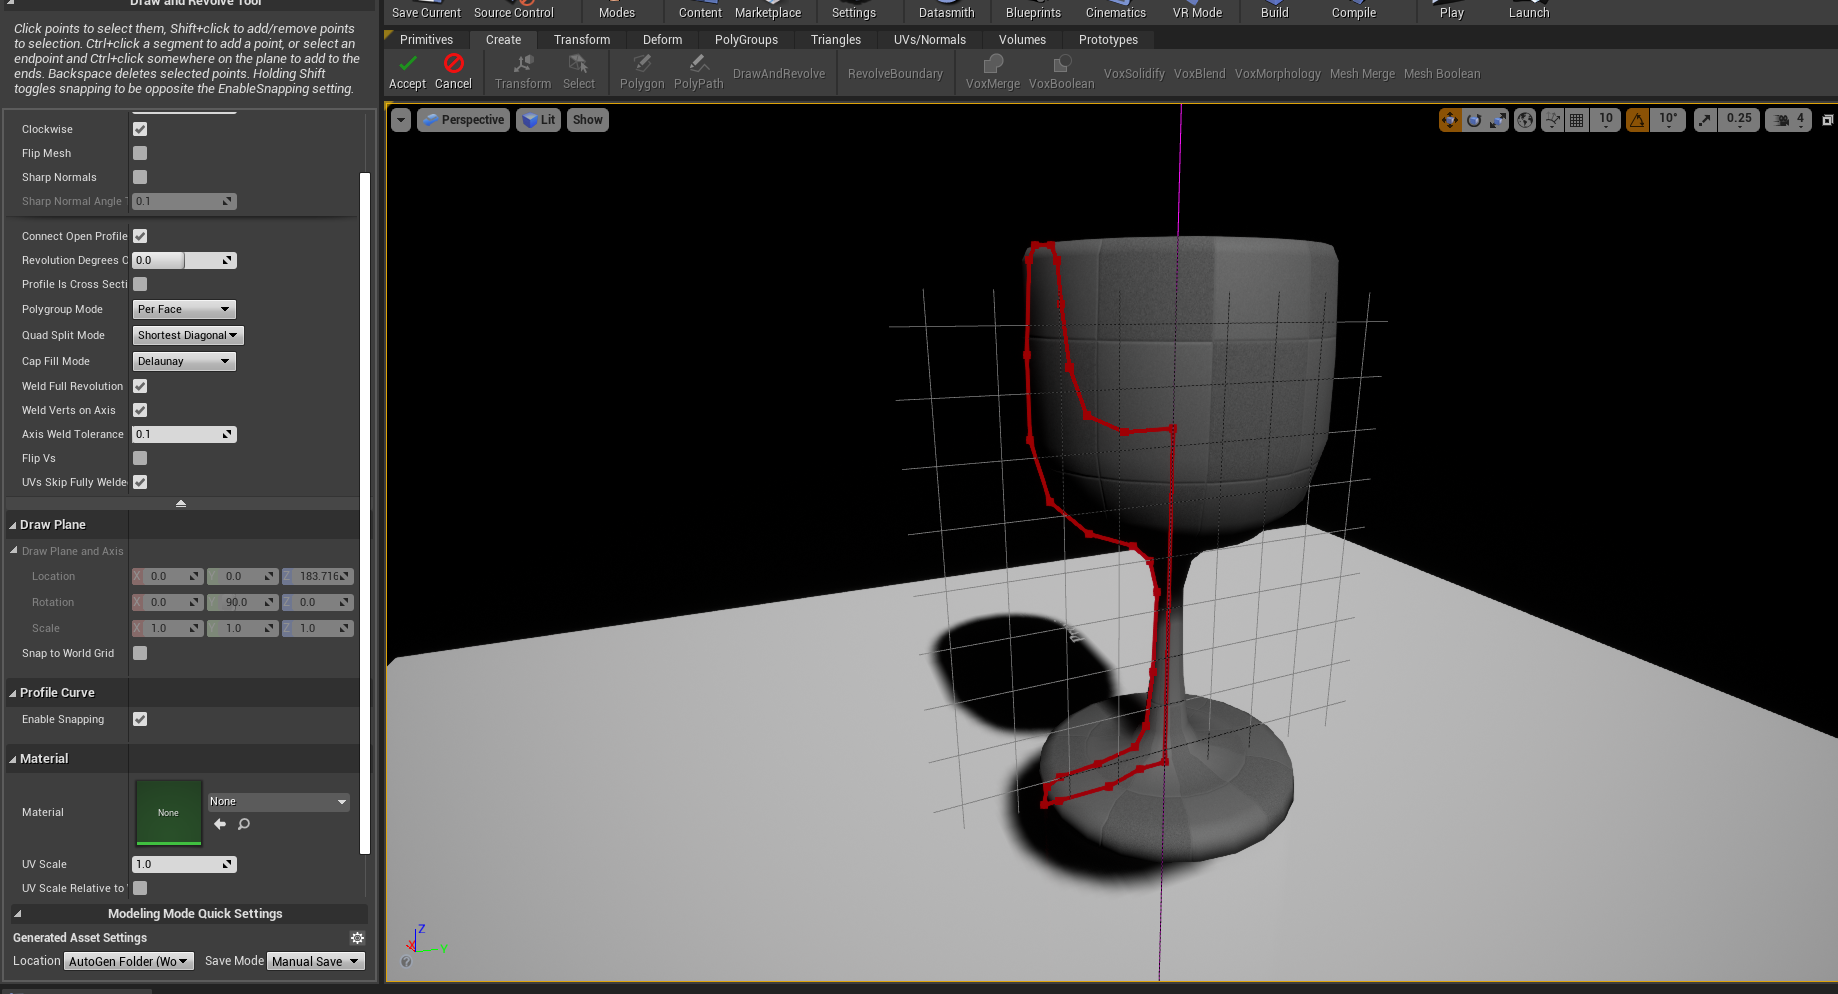 Draw and Revolve Tool
Click points to select them, Shift+click to add/remove points
to selection. Ctrl+click a segment to add a point, or select an
endpoint and Ctrl+click somewhere on the plane to add to the
ends. Backspace deletes selected points. Holding Shift
toggles snapping to be opposite the EnableSnapping setting.
Clockwise
Flip Mesh
Sharp Normals
Sharp Normal Angle 0.1
Connect Open Profile
Revolution Degrees O 0.0
Profile Is Cross Secti
Polygroup Mode Per Face
Quad Split Mode Shortest Diagonal
Cap Fill Mode Delaunay
Weld Full Revolution
Weld Verts on Axis
Axis Weld Tolerance 0.1
Flip Vs
UVs Skip Fully Welde
Draw Plane
Draw Plane and Axis
Location X 0.0 Y 0.0 Z 183.716
Rotation X 0.0 Y 90.0 Z 0.0
Scale X 1.0 Y 1.0 Z 1.0
Snap to World Grid
Profile Curve
Enable Snapping
Material
Material None None
UV Scale 1.0
UV Scale Relative to
Modeling Mode Quick Settings
Generated Asset Settings
Location AutoGen Folder (Wo Save Mode Manual Save
Save Current Source Control Modes Content Marketplace Settings Datasmith Blueprints Cinematics VR Mode Build Compile Play Launch
Primitives Create Transform Deform PolyGroups Triangles UVs/Normals Volumes Prototypes
Accept Cancel Transform Select Polygon PolyPath DrawAndRevolve RevolveBoundary VoxMerge VoxBoolean VoxSolidify VoxBlend VoxMorphology Mesh Merge Mesh Boolean
Perspective Lit Show 10 10° 0.25 4
Z
X Y
?